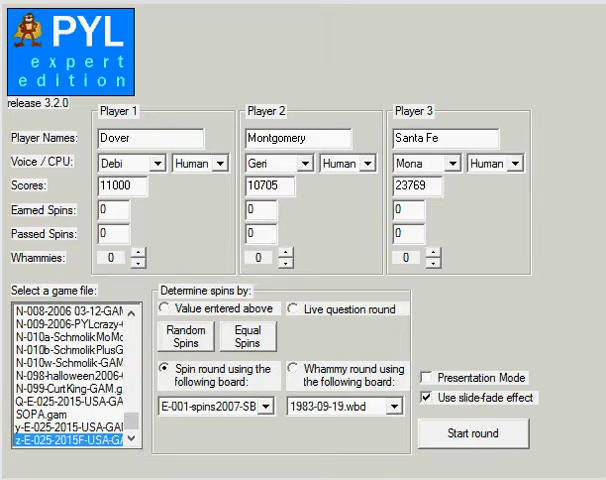 PYL
expert
edition
release 3.2.0
Player 1 Player 2 Player 3
Player Names: Dover Montgomery Santa Fe
Voice / CPU: Debi Human Geri Human Mona Human
Scores: 11000 10705 23769
Earned Spins: 0 0 0
Passed Spins: 0 0 0
Whammies: 0 0 0
Select a game file:
N-008-2006 03-12-GAM
N-009-2006-PYLcrazy-
N-010a-SchmolikMoMo
N-010b-SchmolikPlusG
N-010w-Schmolik-GAM
N-098-halloween2006-
N-099-CurtKing-GAM.g
Q-E-025-2015-USA-GA
SOPA.gam
y-E-025-2015-USA-GA
z-E-025-2015F-USA-GA
Determine spins by:
Value entered above Live question round
Random Spins Equal Spins
Spin round using the following board: Whammy round using the following board:
E-001-spins2007-SB 1983-09-19.wbd
Presentation Mode
Use slide-fade effect
Start round